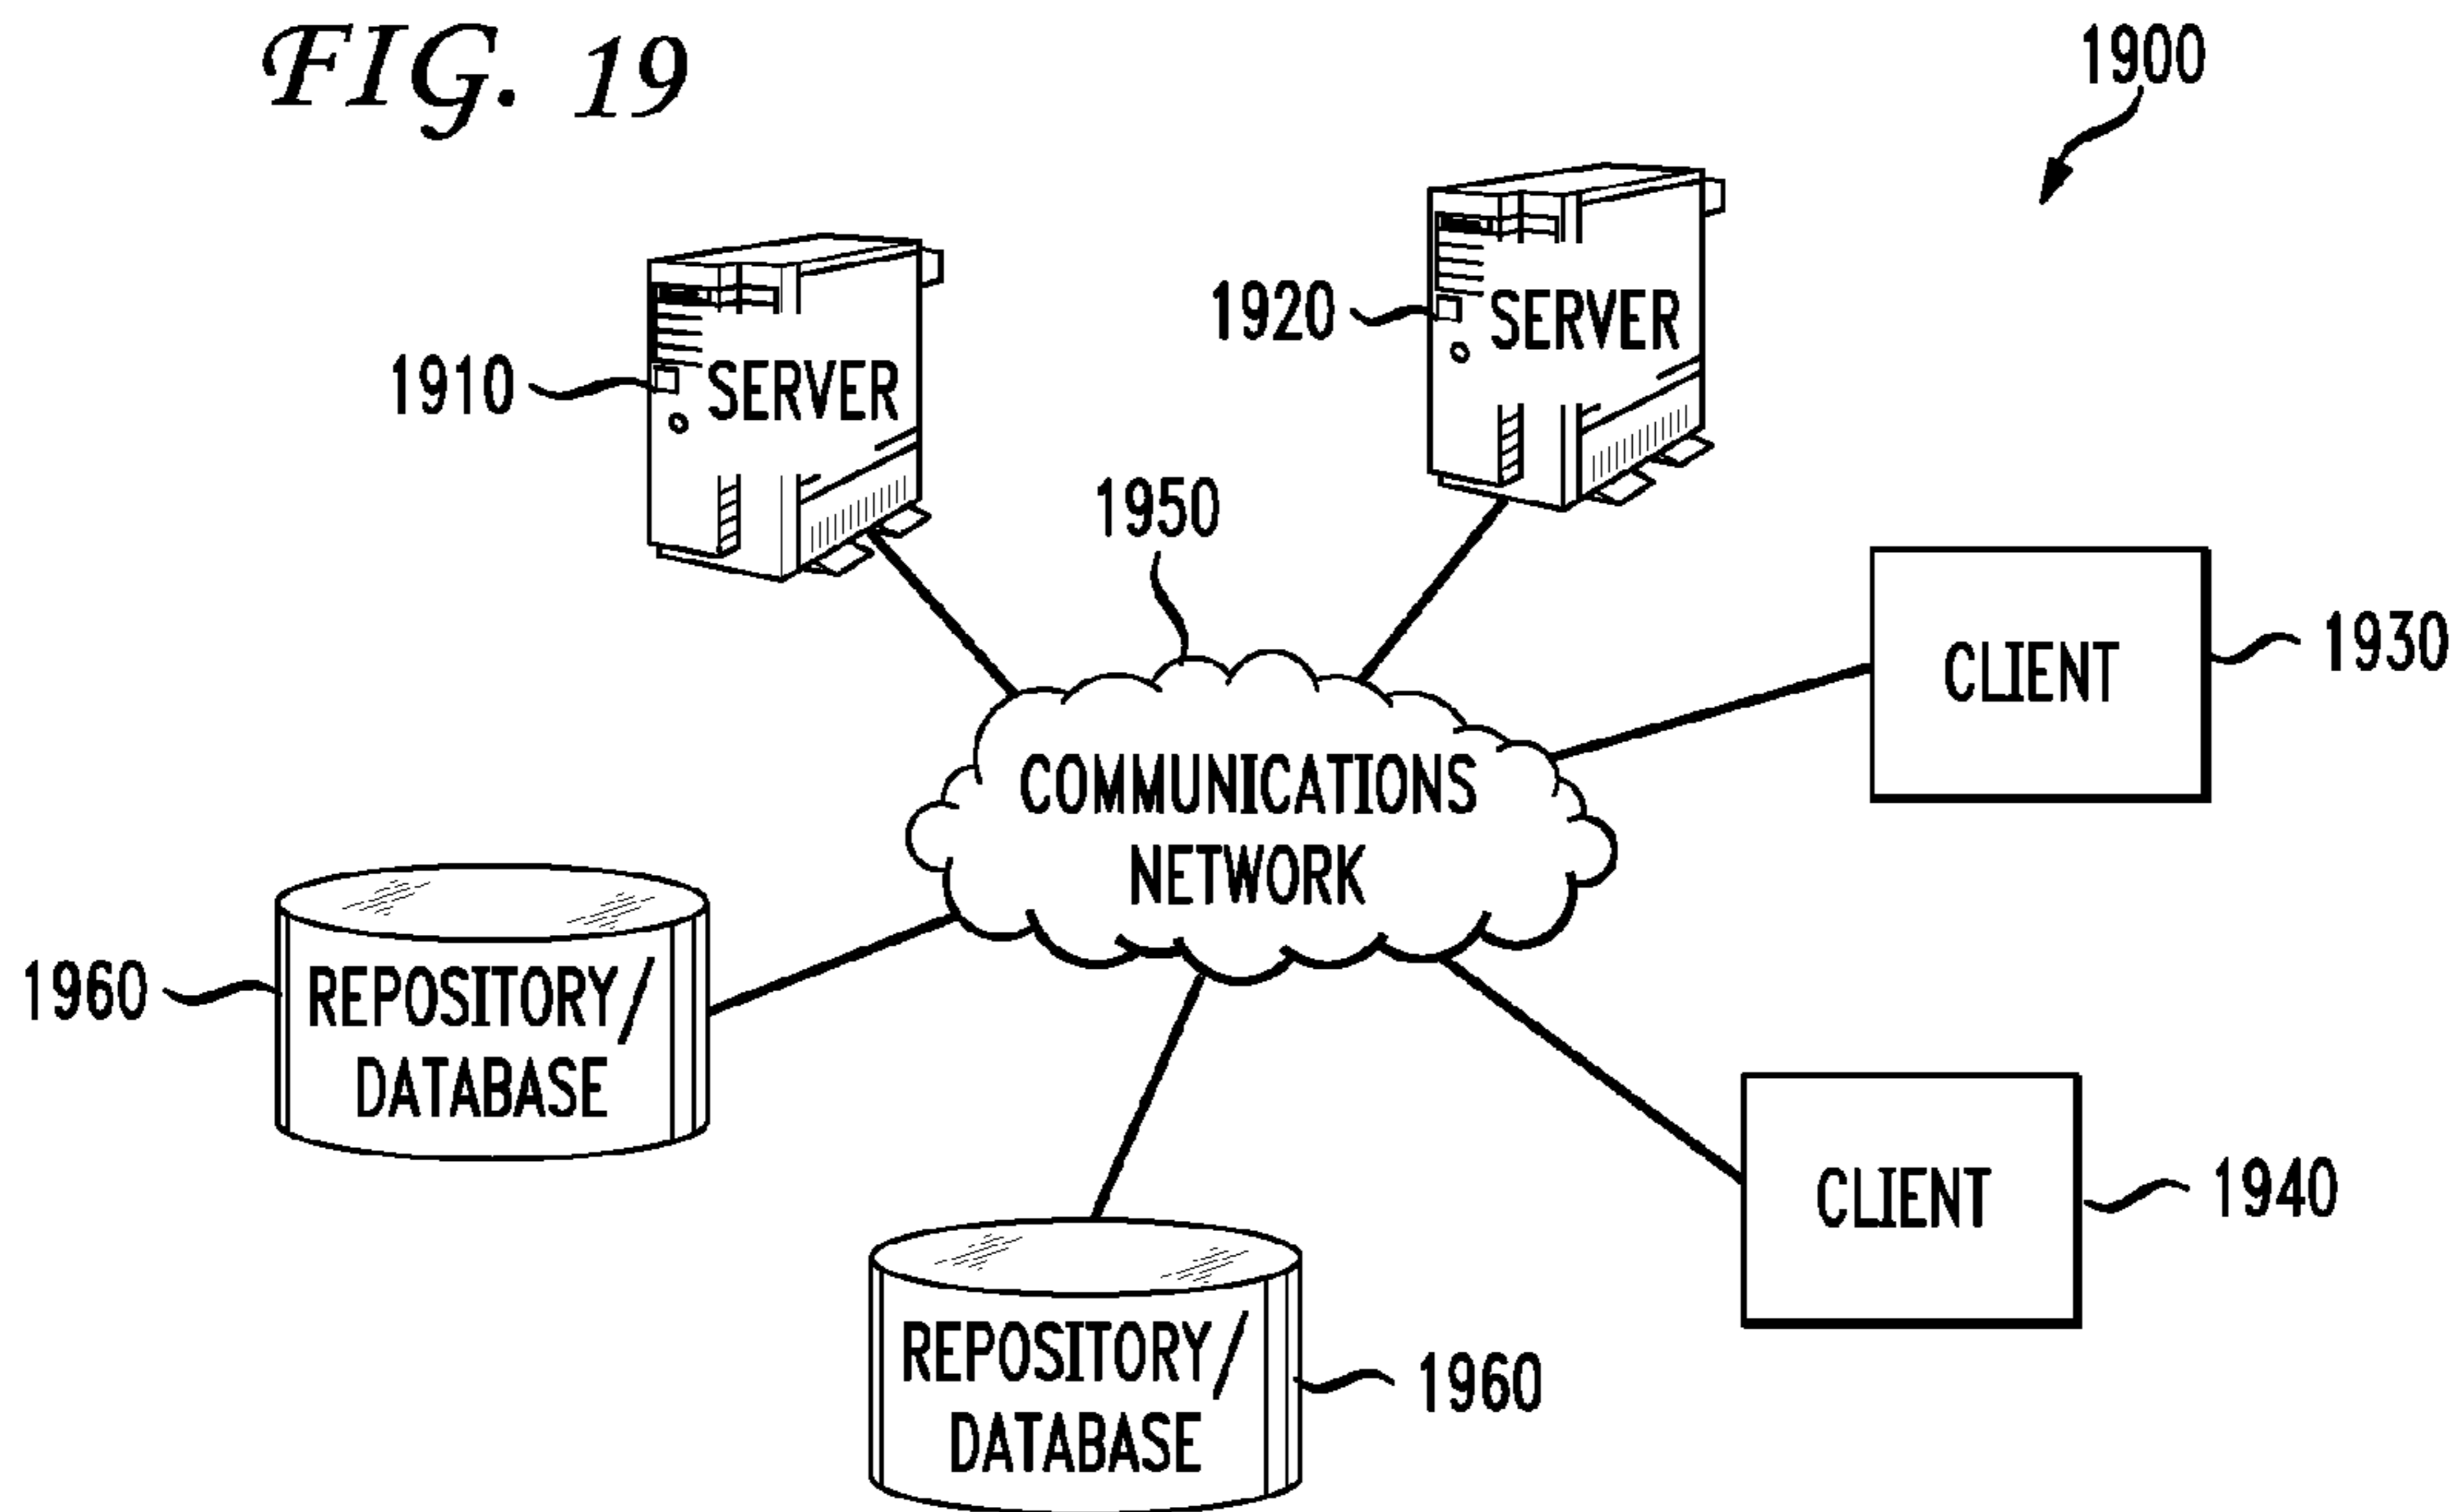 FIG. 19
1900
1920
SERVER
1910
SERVER
1950
1930
CLIENT
COMMUNICATIONS
NETWORK
1960
REPOSITORY/
DATABASE
CLIENT
1940
REPOSITORY/
DATABASE
1960